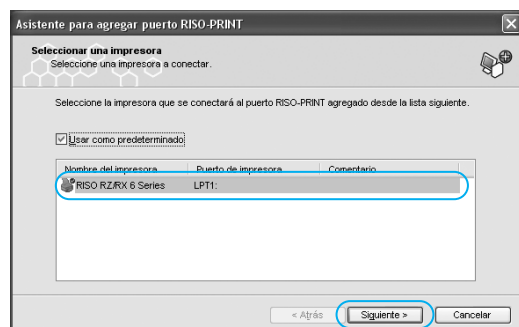 Asistente para agregar puerto RISO-PRINT
Seleccionar una impresora
Seleccione una impresora a conectar.
Seleccione la impresora que se conectará al puerto RISO-PRINT agregado desde la lista siguiente.
Usar como predeterminado
Nombre del impresora Puerto de impresora Comentario
RISO RZ/RX 6 Series LPT1:
< Atrás Siguiente > Cancelar